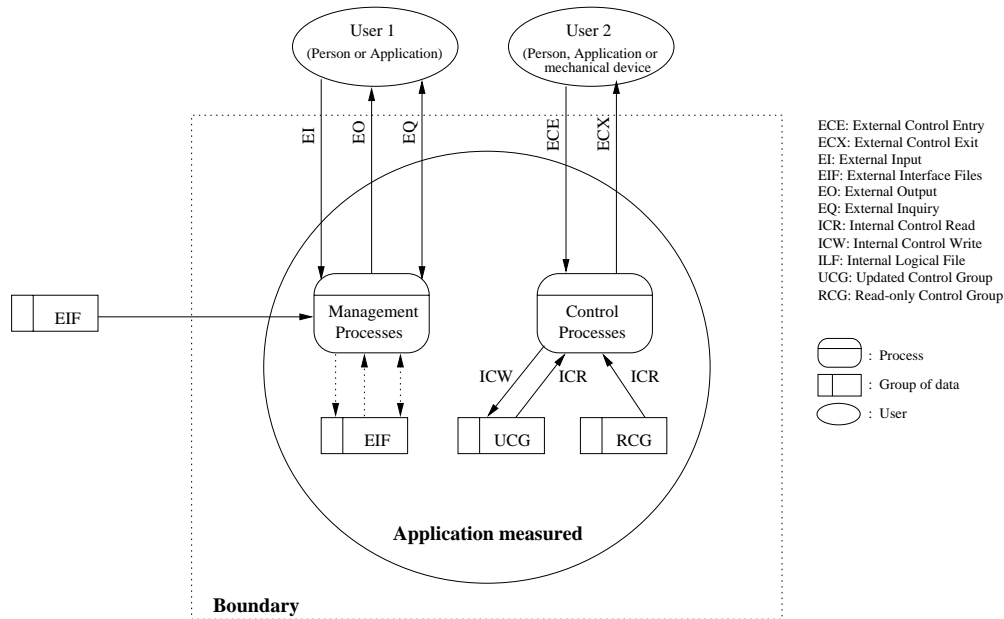 User 1
(Person or Application)
User 2
(Person, Application or
mechanical device
EI
EO
EQ
ECE
ECX
ECE: External Control Entry
ECX: External Control Exit
EI: External Input
EIF: External Interface Files
EO: External Output
EQ: External Inquiry
ICR: Internal Control Read
ICW: Internal Control Write
ILF: Internal Logical File
UCG: Updated Control Group
RCG: Read-only Control Group
EIF
Management
Processes
Control
Processes
: Process
: Group of data
: User
ICW
ICR
ICR
EIF
UCG
RCG
Application measured
Boundary